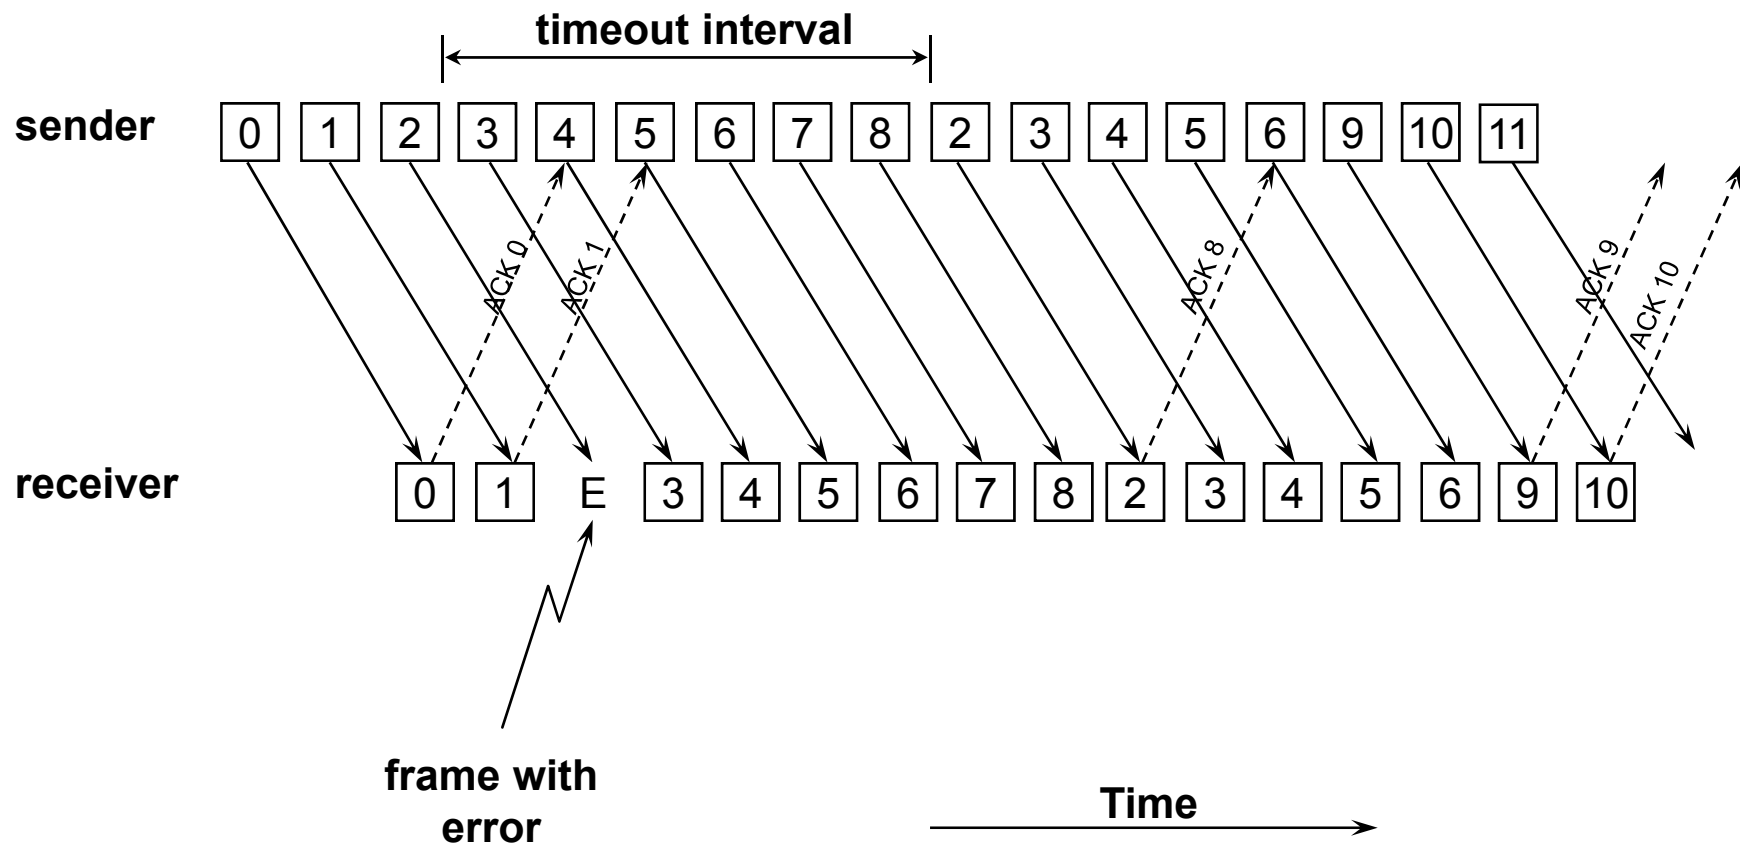 timeout interval
sender 0 1 2 3 4 5 6 7 8 2 3 4 5 6 9 10 11
ACK 0 ACK 1 ACK 8 ACK 9 ACK 10
receiver 0 1 E 3 4 5 6 7 8 2 3 4 5 6 9 10
frame with
error
Time